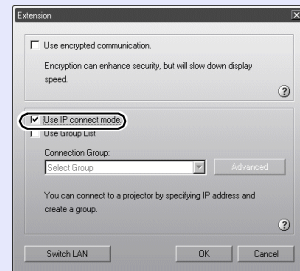 Extension
Use encrypted communication.
Encryption can enhance security, but will slow down display
speed.
Use IP connect mode.
Use Group List
Connection Group:
Select Group
Advanced
You can connect to a projector by specifying IP address and
create a group.
Switch LAN
OK
Cancel